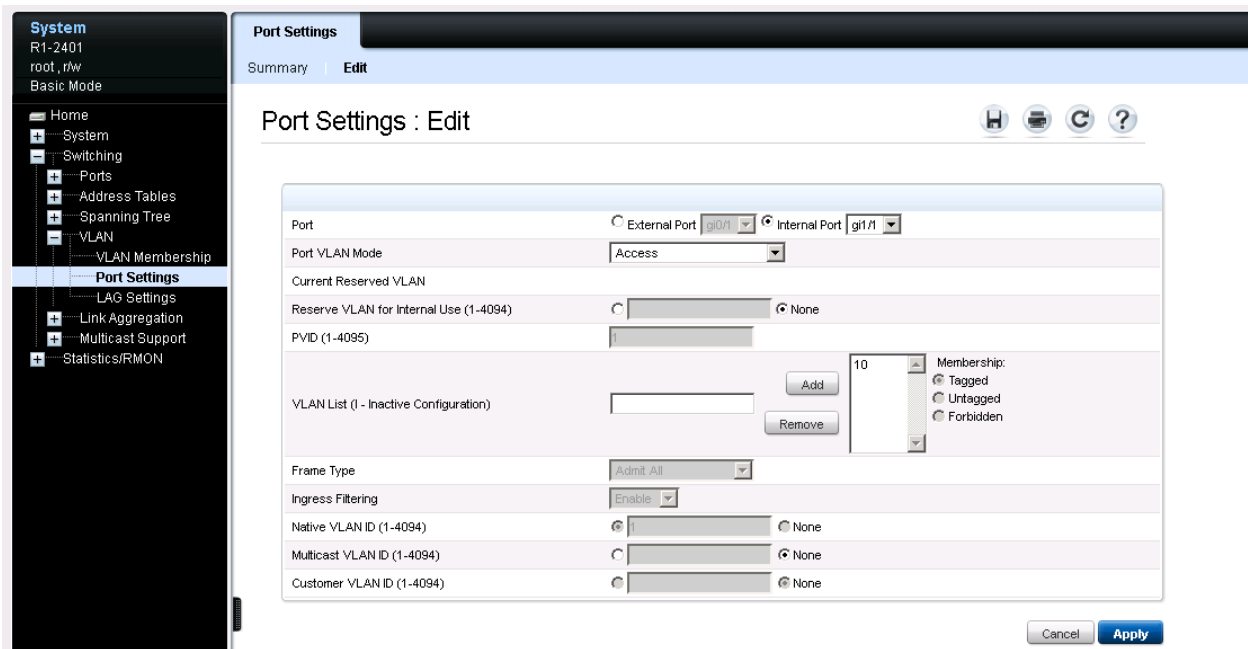 System
R1-2401
root , r/w
Basic Mode
Home
System
Switching
Ports
Address Tables
Spanning Tree
VLAN
VLAN Membership
Port Settings
LAG Settings
Link Aggregation
Multicast Support
Statistics/RMON
Port Settings
Summary Edit
Port Settings : Edit
Port External Port gi0/1 Internal Port gi1/1
Port VLAN Mode Access
Current Reserved VLAN
Reserve VLAN for Internal Use (1-4094) None
PVID (1-4095) 1
VLAN List (I - Inactive Configuration) Add Remove 10 Membership:
Tagged
Untagged
Forbidden
Frame Type Admit All
Ingress Filtering Enable
Native VLAN ID (1-4094) 1 None
Multicast VLAN ID (1-4094) None
Customer VLAN ID (1-4094) None
Cancel Apply